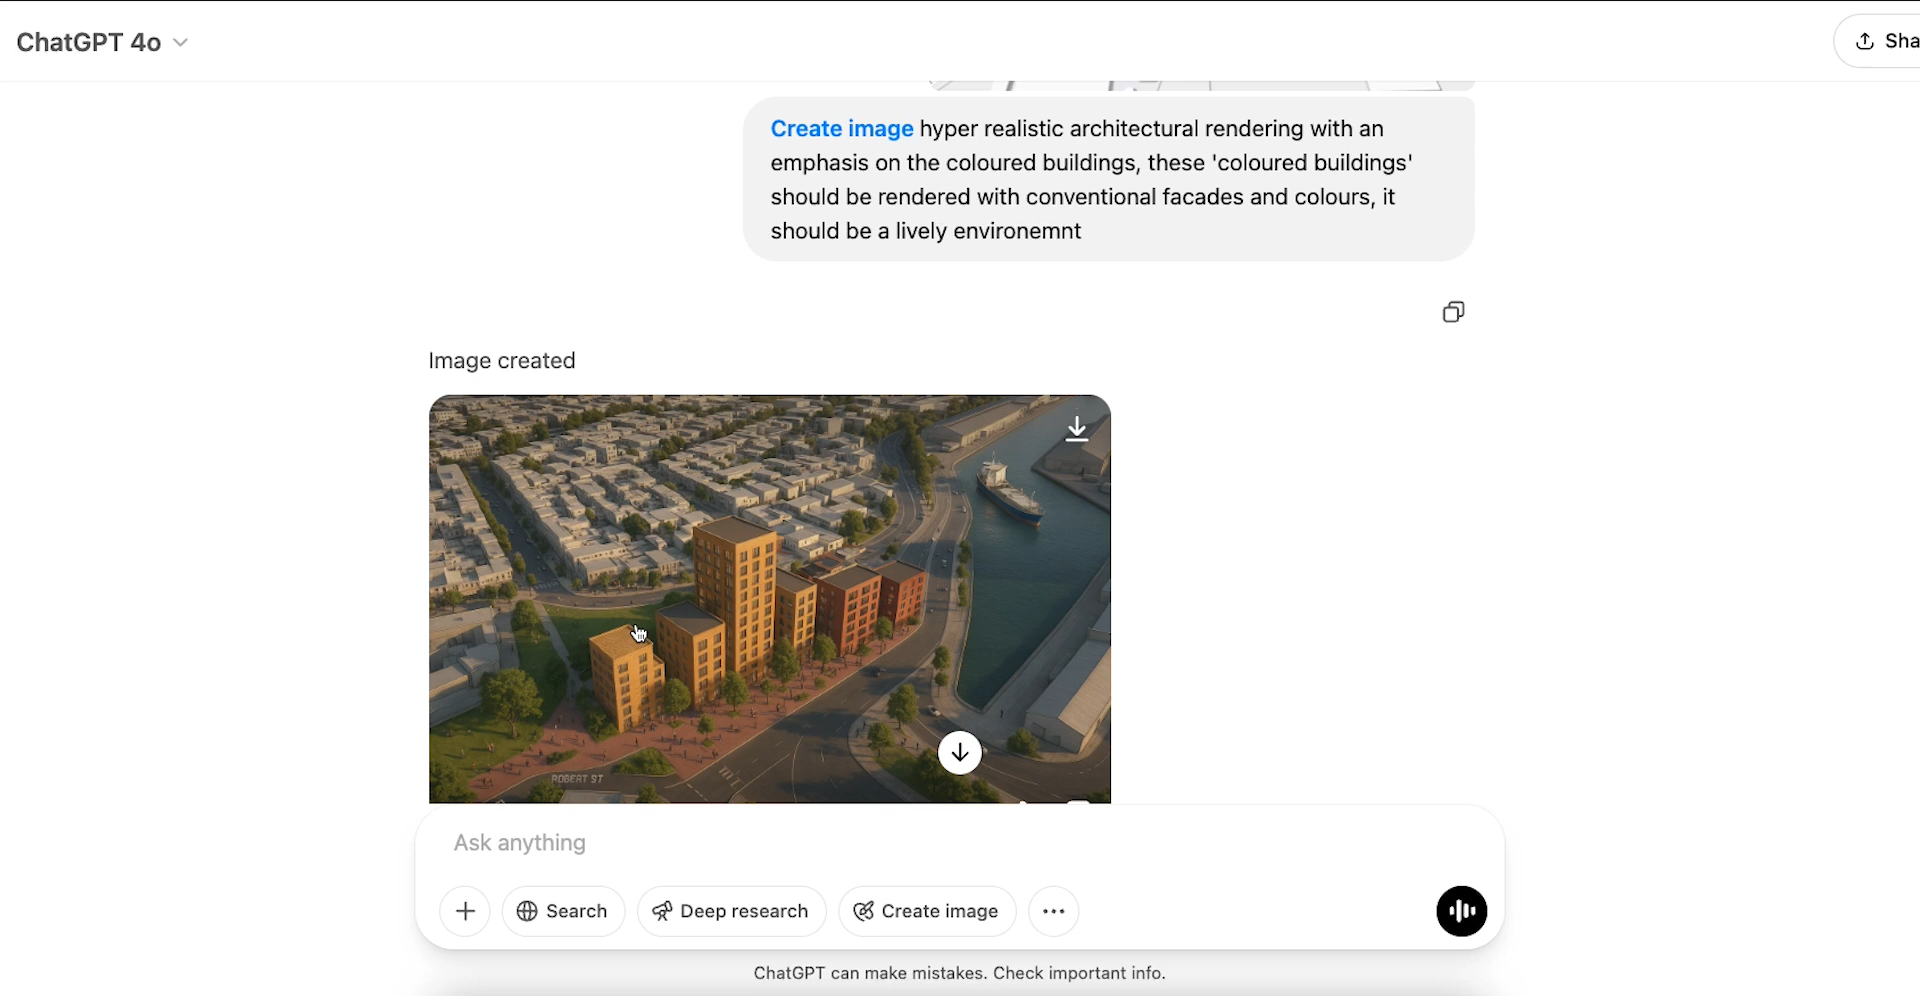 ChatGPT 4o
Sha
Create image hyper realistic architectural rendering with an
emphasis on the coloured buildings, these 'coloured buildings'
should be rendered with conventional facades and colours, it
should be a lively environemnt
Image created
ROBERT ST
Ask anything
Search
Deep research
Create image
ChatGPT can make mistakes. Check important info.